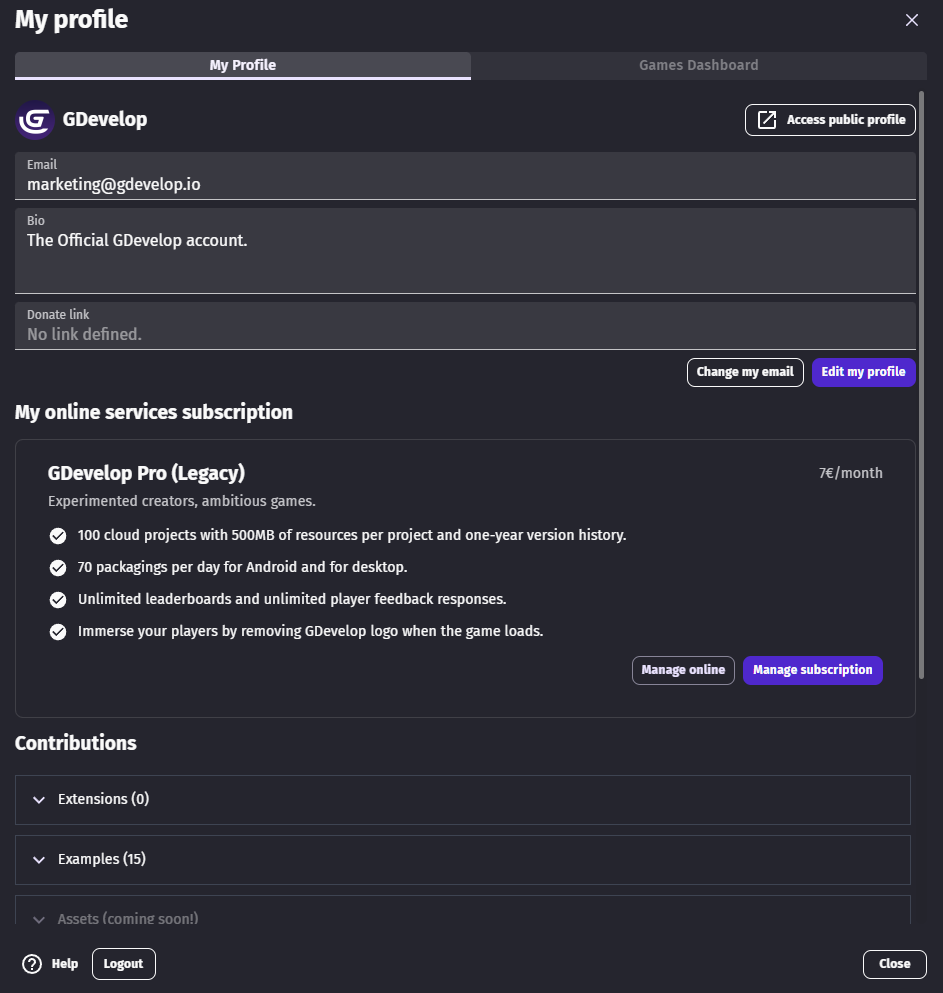 My profile
My Profile
Games Dashboard
GDevelop
Access public profile
Email
marketing@gdevelop.io
Bio
The Official GDevelop account.
Donate link
No link defined.
Change my email
Edit my profile
My online services subscription
GDevelop Pro (Legacy)
7€/month
Experimented creators, ambitious games.
100 cloud projects with 500MB of resources per project and one-year version history.
70 packagings per day for Android and for desktop.
Unlimited leaderboards and unlimited player feedback responses.
Immerse your players by removing GDevelop logo when the game loads.
Manage online
Manage subscription
Contributions
Extensions (0)
Examples (15)
Assets (coming soon!)
Help
Logout
Close